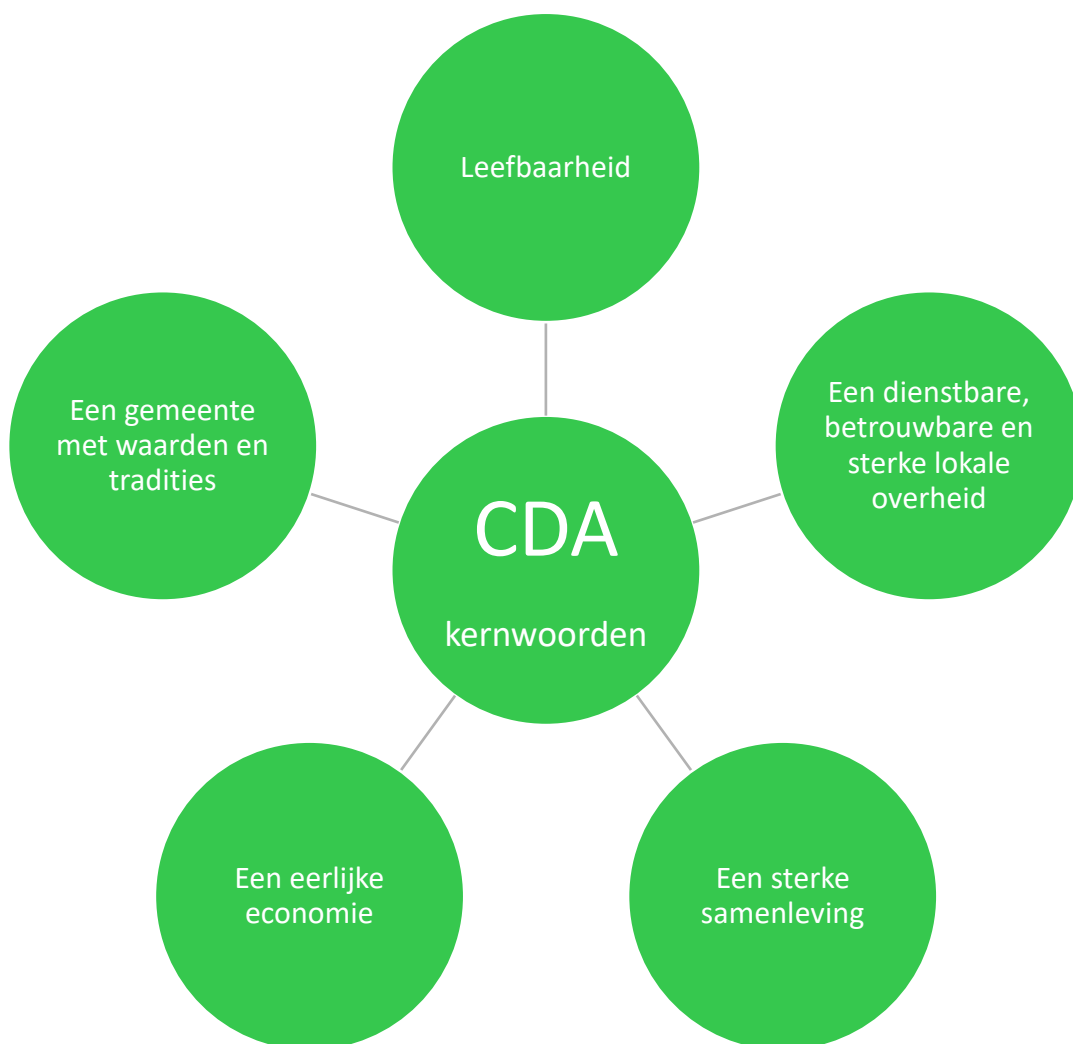 Leefbaarheid
Een dienstbare,
betrouwbare en
sterke lokale
overheid
Een gemeente
met waarden en
tradities
CDA
kernwoorden
Een eerlijke
economie
Een sterke
samenleving